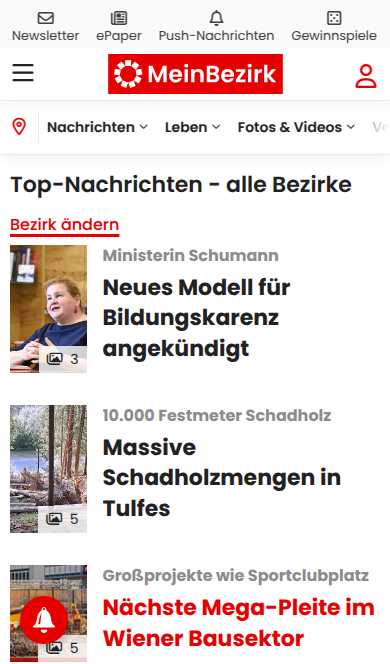 Newsletter
ePaper
Push-Nachrichten
Gewinnspiele
MeinBezirk
Nachrichten
Leben
Fotos & Videos
Top-Nachrichten - alle Bezirke
Bezirk ändern
Ministerin Schumann
Neues Modell für
Bildungskarenz
angekündigt
3
10.000 Festmeter Schadholz
Massive
Schadholzmengen in
Tulfes
5
Großprojekte wie Sportclubplatz
Nächste Mega-Pleite im
Wiener Bausektor
5